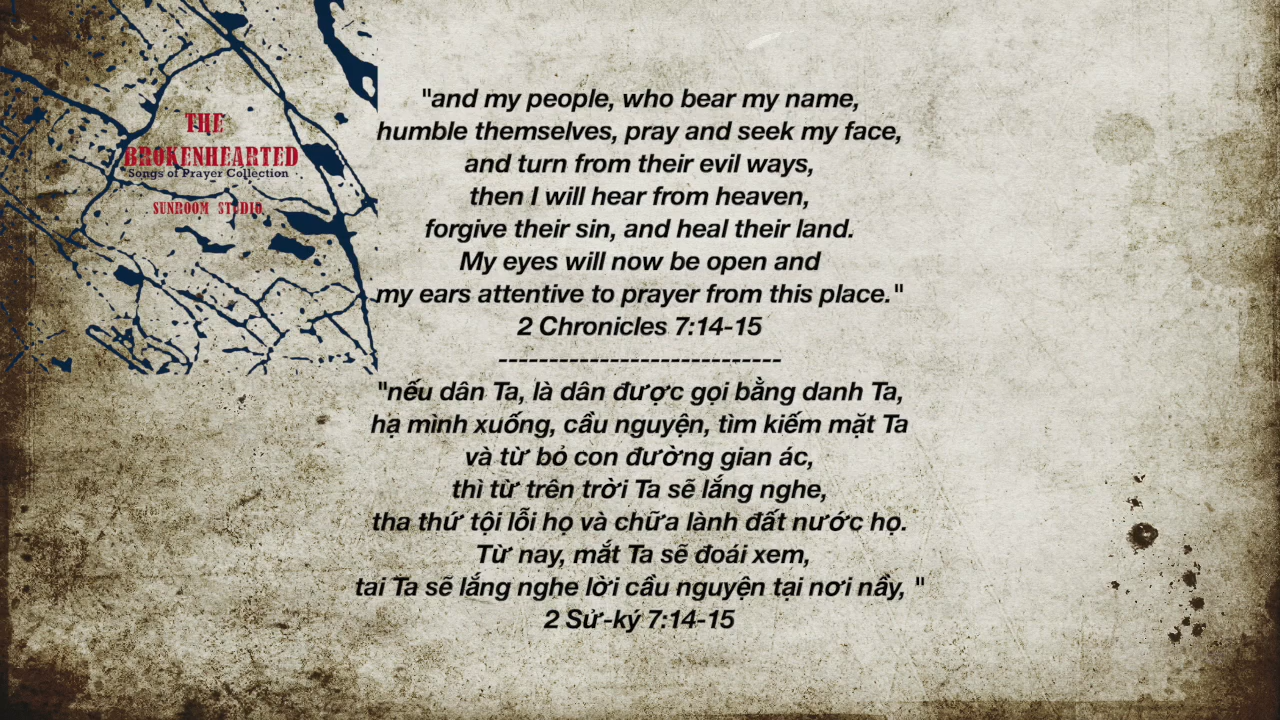 THE
BROKENHEARTED
Songs of Prayer Collection
SUNROOM STUDIO
"and my people, who bear my name,
humble themselves, pray and seek my face,
and turn from their evil ways,
then I will hear from heaven,
forgive their sin, and heal their land.
My eyes will now be open and
my ears attentive to prayer from this place."
2 Chronicles 7:14-15
----------------------------
"nếu dân Ta, là dân được gọi bằng danh Ta,
hạ mình xuống, cầu nguyện, tìm kiếm mặt Ta
và từ bỏ con đường gian ác,
thì từ trên trời Ta sẽ lắng nghe,
tha thứ tội lỗi họ và chữa lành đất nước họ.
Từ nay, mắt Ta sẽ đoái xem,
tai Ta sẽ lắng nghe lời cầu nguyện tại nơi nầy, "
2 Sử-ký 7:14-15